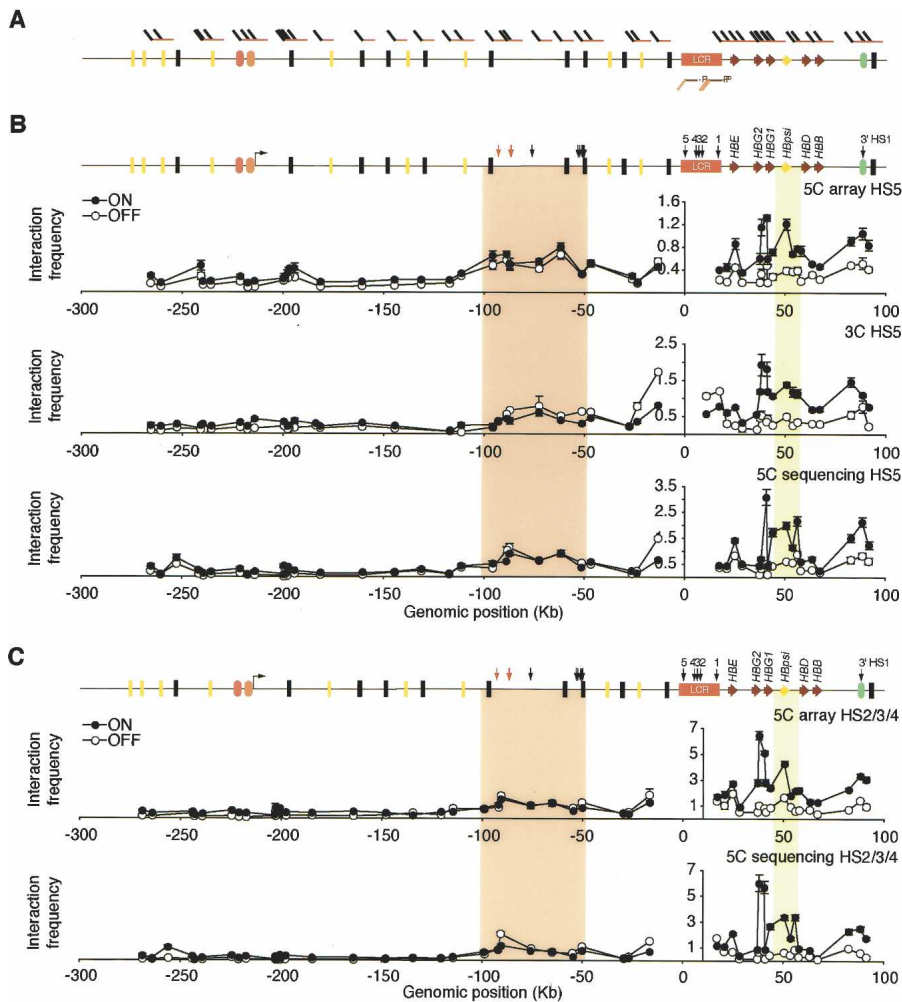 A
LCR
B
5 432 1 HBE HBG2 HBG1 HBpsi HBD HBB 3' HS1
LCR
ON
OFF
5C array HS5
Interaction frequency
1.6
1.2
0.8
0.4
-300 -250 -200 -150 -100 -50 0 50 100
3C HS5
Interaction frequency
2.5
1.5
0.5
-300 -250 -200 -150 -100 -50 0 50 100
5C sequencing HS5
Interaction frequency
3.5
2.5
1.5
0.5
-300 -250 -200 -150 -100 -50 0 50 100
Genomic position (Kb)
C
5 432 1 HBE HBG2 HBG1 HBpsi HBD HBB 3' HS1
LCR
ON
OFF
5C array HS2/3/4
Interaction frequency
7
5
3
1
-300 -250 -200 -150 -100 -50 0 50 100
5C sequencing HS2/3/4
Interaction frequency
7
5
3
1
-300 -250 -200 -150 -100 -50 0 50 100
Genomic position (Kb)